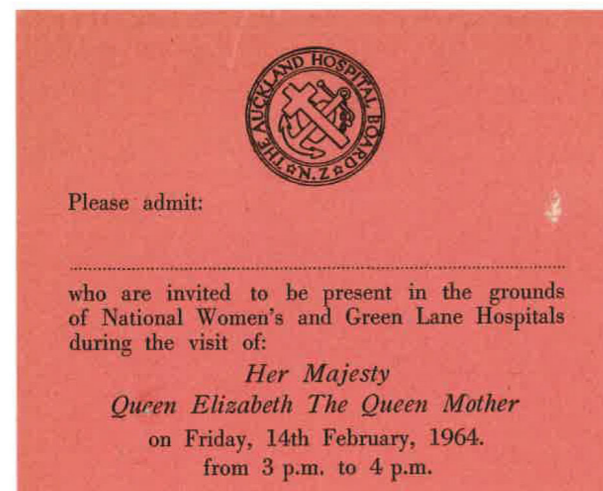 THE AUCKLAND HOSPITAL BOARD
N.Z.
Please admit:
who are invited to be present in the grounds
of National Women's and Green Lane Hospitals
during the visit of:
Her Majesty
Queen Elizabeth The Queen Mother
on Friday, 14th February, 1964.
from 3 p.m. to 4 p.m.